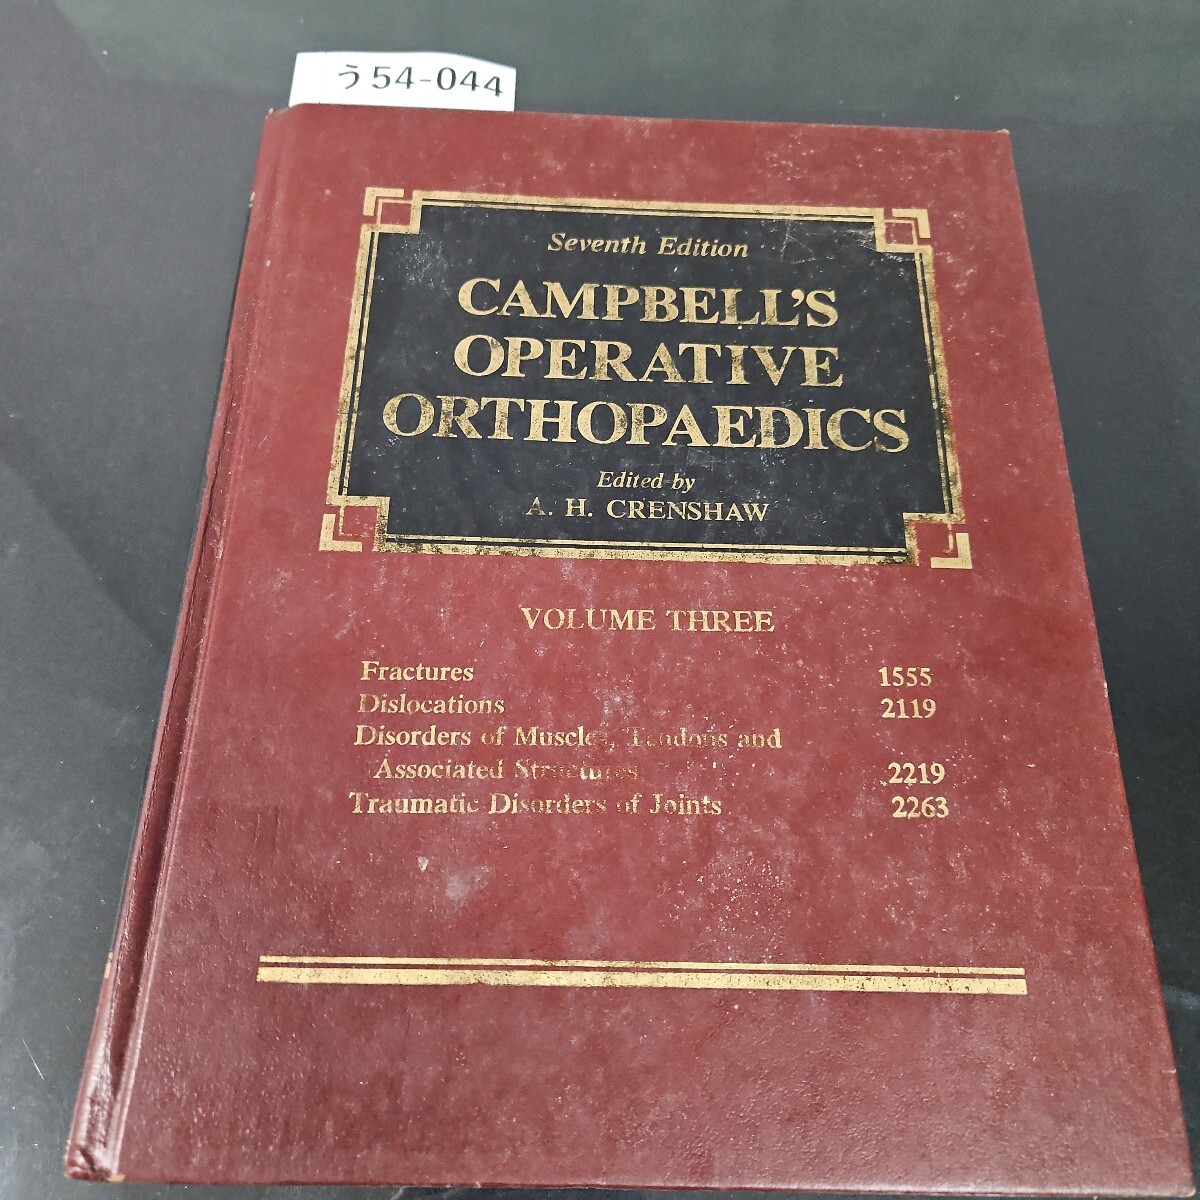 う54-044
Seventh Edition
CAMPBELL'S
OPERATIVE
ORTHOPAEDICS
Edited by
A. H. CRENSHAW
VOLUME THREE
Fractures 1555
Dislocations 2119
Disorders of Muscles, Tendons and
Associated Structures 2219
Traumatic Disorders of Joints 2263